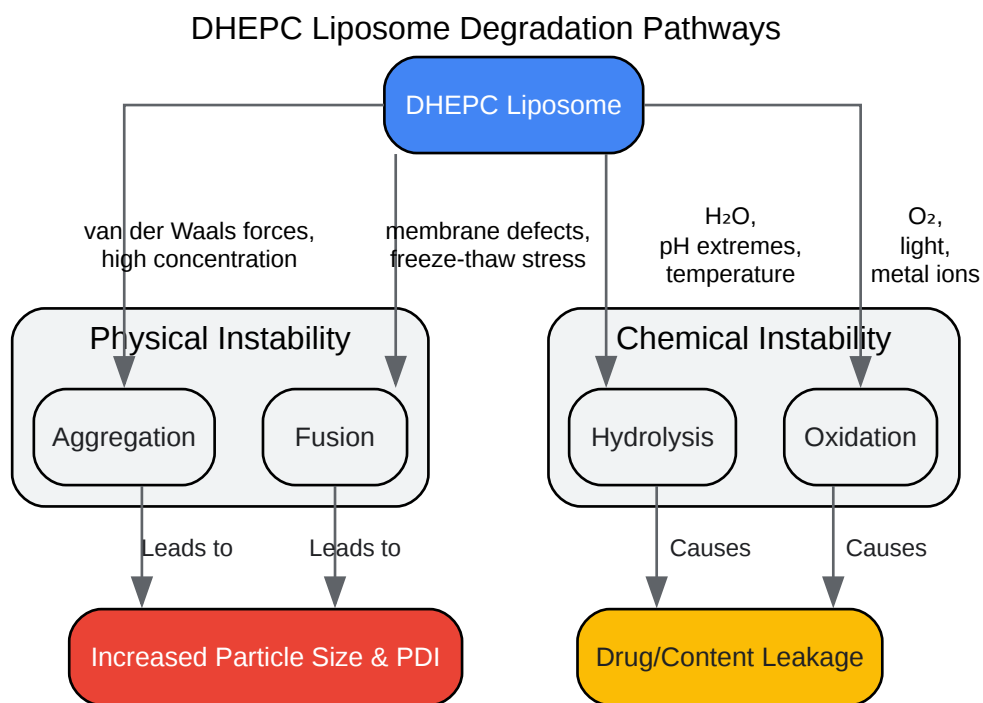 DHEPC Liposome Degradation Pathways
DHEPC Liposome
van der Waals forces,
high concentration
membrane defects,
freeze-thaw stress
H₂O,
pH extremes,
temperature
O₂,
light,
metal ions
Physical Instability
Chemical Instability
Aggregation
Fusion
Hydrolysis
Oxidation
Leads to
Leads to
Causes
Causes
Increased Particle Size & PDI
Drug/Content Leakage